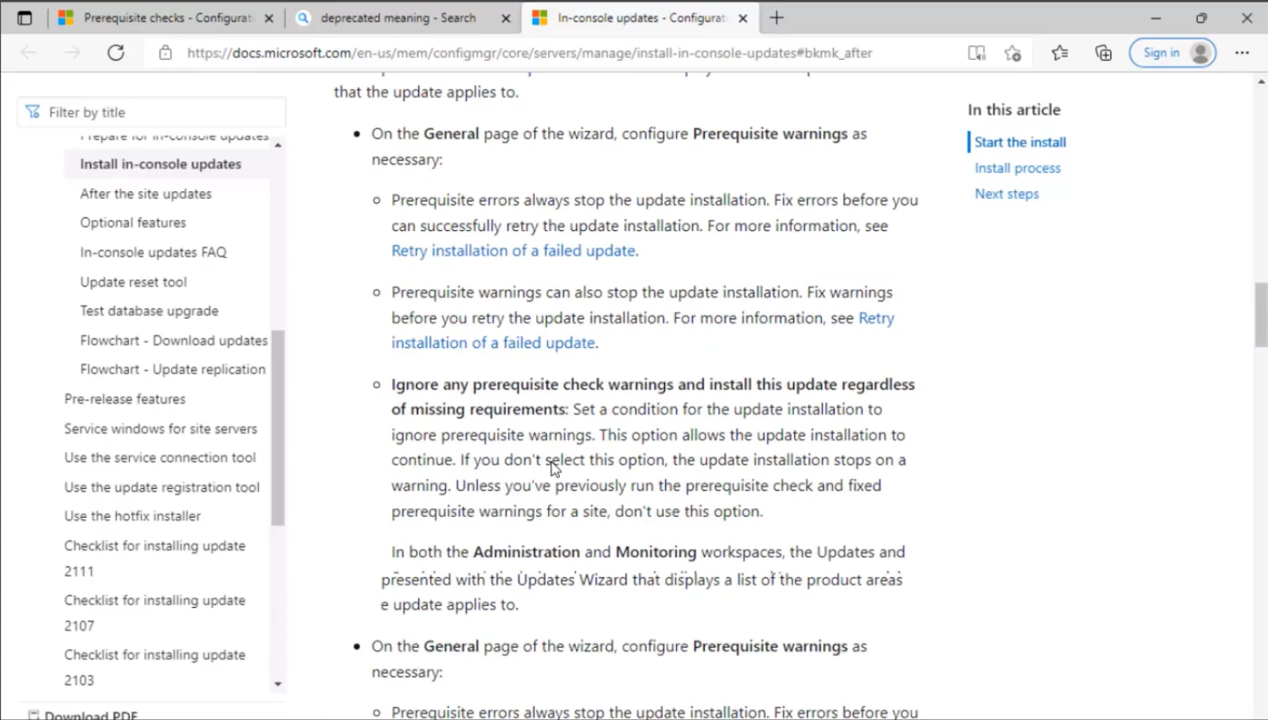 Prerequisite checks - Configurat
deprecated meaning - Search
In-console updates - Configurat
https://docs.microsoft.com/en-us/mem/configmgr/core/servers/manage/install-in-console-updates#bkmk_after
Sign in
Filter by title
Prepare for in-console updates
Install in-console updates
After the site updates
Optional features
In-console updates FAQ
Update reset tool
Test database upgrade
Flowchart - Download updates
Flowchart - Update replication
Pre-release features
Service windows for site servers
Use the service connection tool
Use the update registration tool
Use the hotfix installer
Checklist for installing update
2111
Checklist for installing update
2107
Checklist for installing update
2103
Download PDF
that the update applies to.
• On the General page of the wizard, configure Prerequisite warnings as
necessary:
○ Prerequisite errors always stop the update installation. Fix errors before you
can successfully retry the update installation. For more information, see
Retry installation of a failed update.
○ Prerequisite warnings can also stop the update installation. Fix warnings
before you retry the update installation. For more information, see Retry
installation of a failed update.
○ Ignore any prerequisite check warnings and install this update regardless
of missing requirements: Set a condition for the update installation to
ignore prerequisite warnings. This option allows the update installation to
continue. If you don't select this option, the update installation stops on a
warning. Unless you've previously run the prerequisite check and fixed
prerequisite warnings for a site, don't use this option.
In both the Administration and Monitoring workspaces, the Updates and
presented with the Updates Wizard that displays a list of the product areas
e update applies to.
• On the General page of the wizard, configure Prerequisite warnings as
necessary:
○ Prerequisite errors always stop the update installation. Fix errors before you
In this article
Start the install
Install process
Next steps